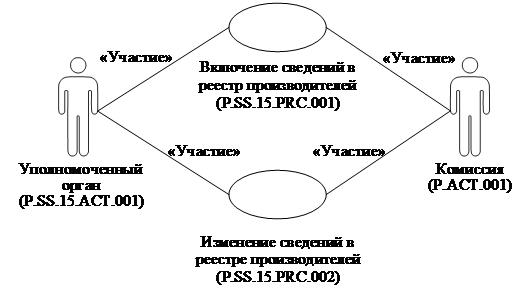 «Участие»
«Участие»
Включение сведений в
реестр производителей
(P.SS.15.PRC.001)
«Участие»
«Участие»
Уполномоченный
орган
(P.SS.15.ACT.001)
Комиссия
(P.ACT.001)
Изменение сведений в
реестре производителей
(P.SS.15.PRC.002)